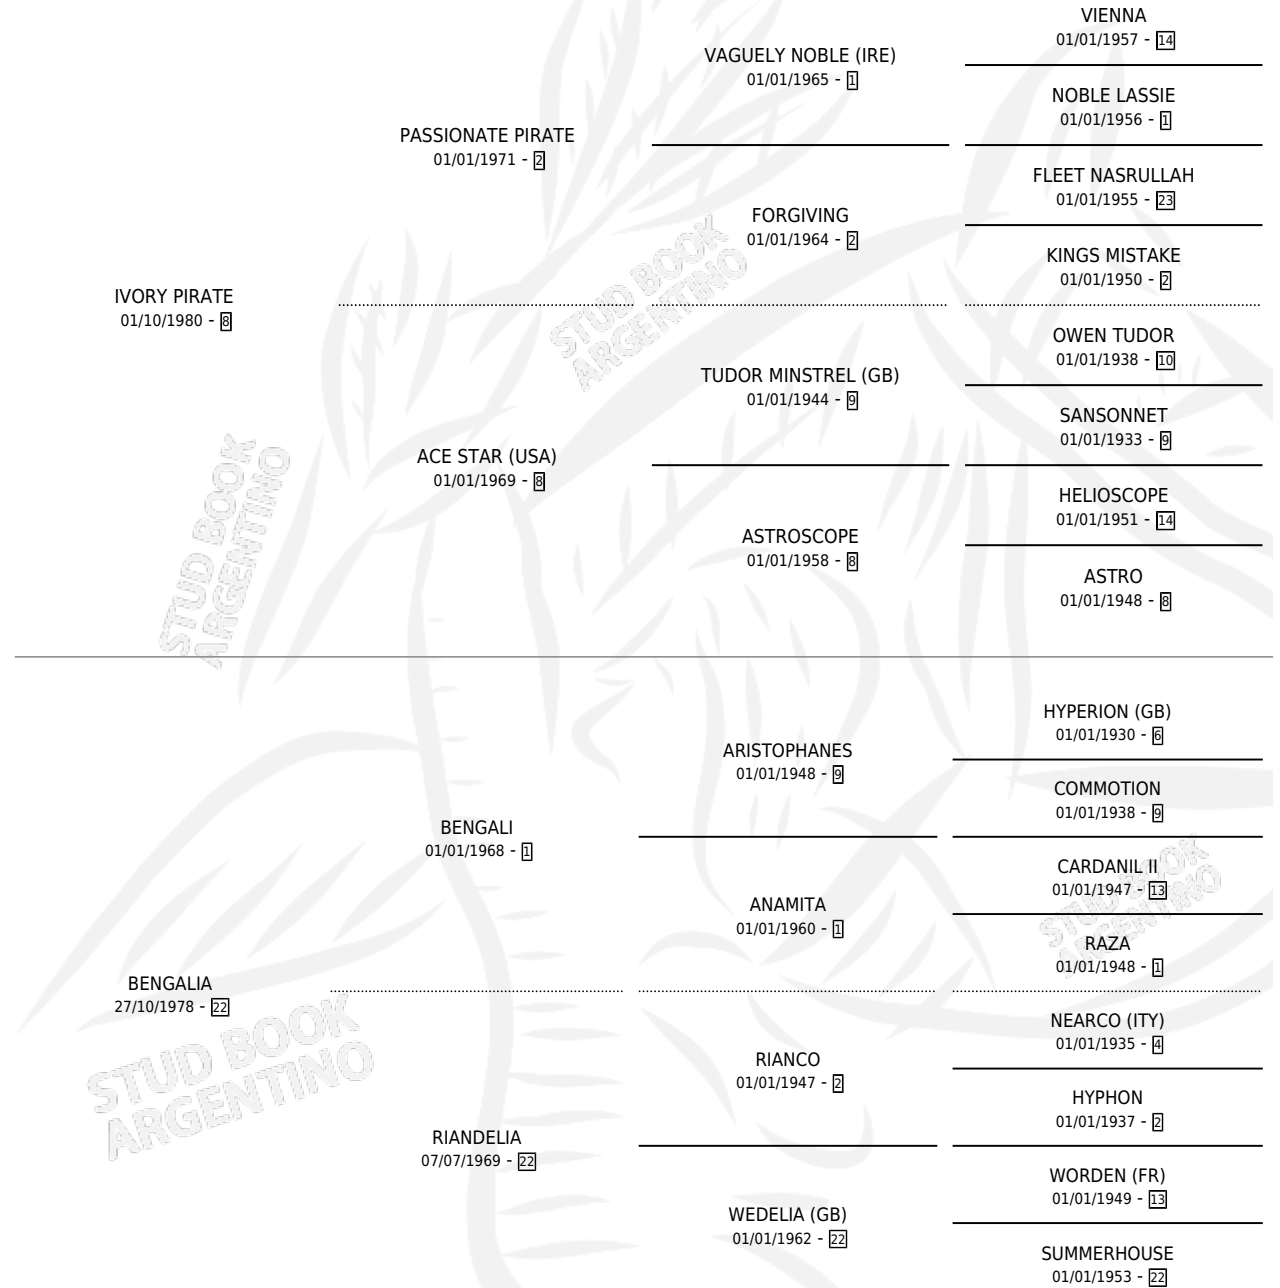 VIENNA
01/01/1957 - 14
VAGUELY NOBLE (IRE)
01/01/1965 - 1
NOBLE LASSIE
01/01/1956 - 1
PASSIONATE PIRATE
01/01/1971 - 2
FLEET NASRULLAH
01/01/1955 - 23
FORGIVING
01/01/1964 - 2
KINGS MISTAKE
01/01/1950 - 2
IVORY PIRATE
01/10/1980 - 8
STUD BOOK
ARGENTINO
OWEN TUDOR
01/01/1938 - 10
TUDOR MINSTREL (GB)
01/01/1944 - 9
SANSONNET
01/01/1933 - 9
ACE STAR (USA)
01/01/1969 - 8
HELIOSCOPE
01/01/1951 - 14
ASTROSCOPE
01/01/1958 - 8
ASTRO
01/01/1948 - 8
STUD BOOK
ARGENTINO
HYPERION (GB)
01/01/1930 - 6
ARISTOPHANES
01/01/1948 - 9
COMMOTION
01/01/1938 - 9
BENGALI
01/01/1968 - 1
CARDANIL II
01/01/1947 - 13
ANAMITA
01/01/1960 - 1
RAZA
01/01/1948 - 1
STUD BOOK
ARGENTINO
BENGALIA
27/10/1978 - 22
STUD BOOK
ARGENTINO
NEARCO (ITY)
01/01/1935 - 4
RIANCO
01/01/1947 - 2
HYPHON
01/01/1937 - 2
RIANDELIA
07/07/1969 - 22
WORDEN (FR)
01/01/1949 - 13
WEDELIA (GB)
01/01/1962 - 22
SUMMERHOUSE
01/01/1953 - 22